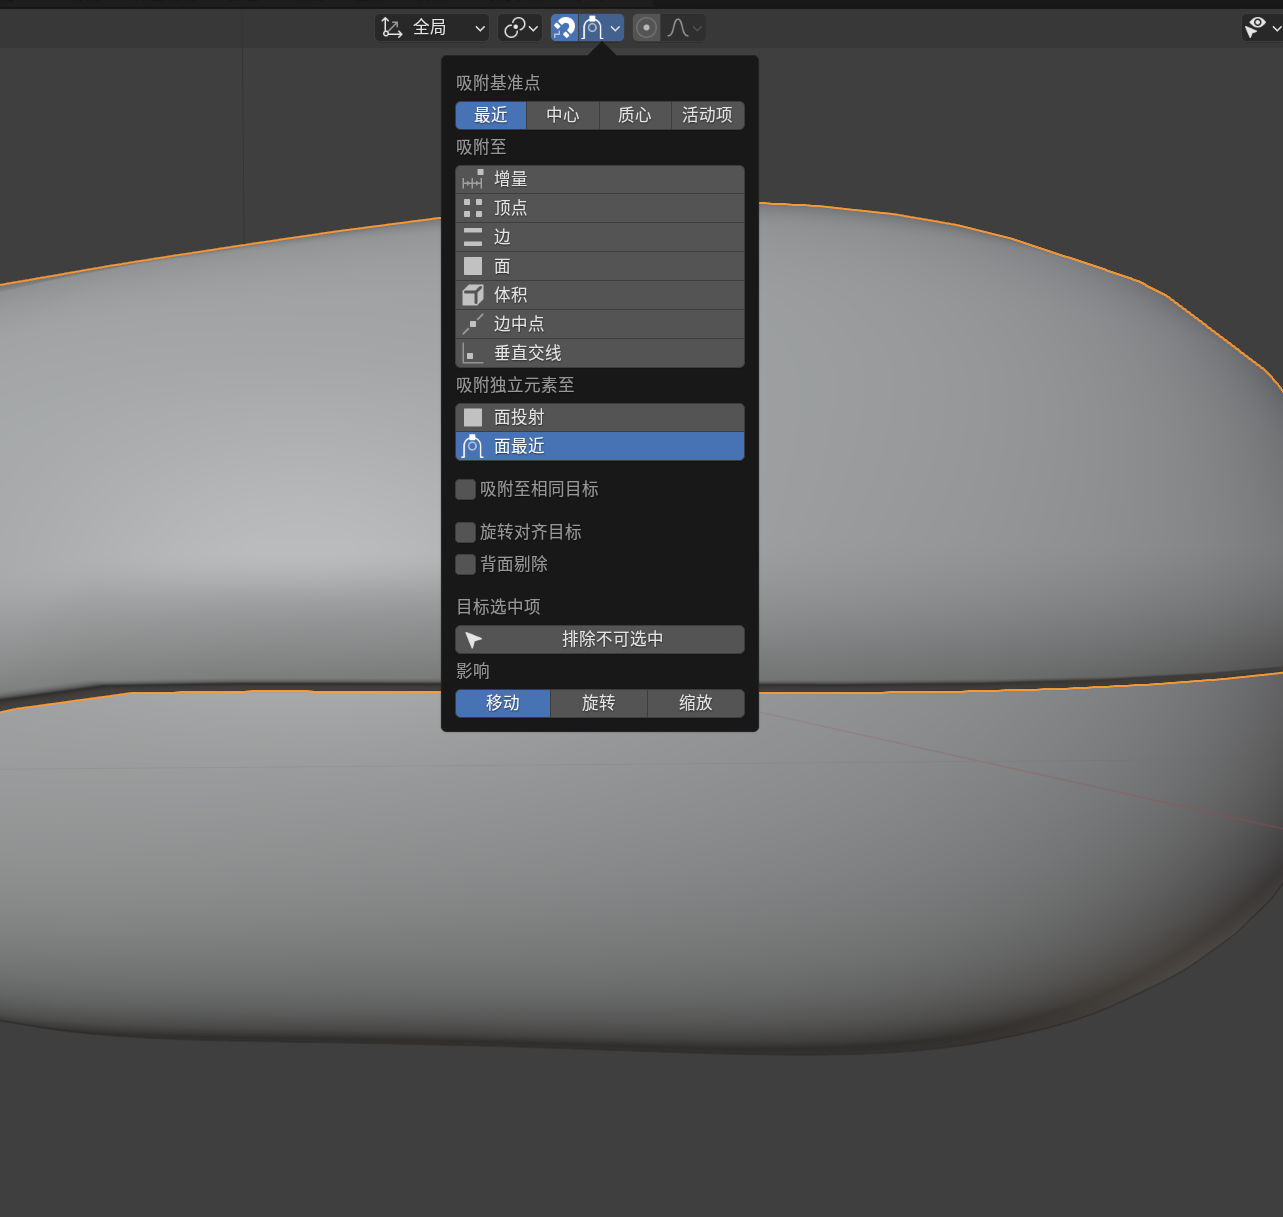 全局
吸附基准点
最近 中心 质心 活动项
吸附至
增量
顶点
边
面
体积
边中点
垂直交线
吸附独立元素至
面投射
面最近
吸附至相同目标
旋转对齐目标
背面剔除
目标选中项
排除不可选中
影响
移动 旋转 缩放